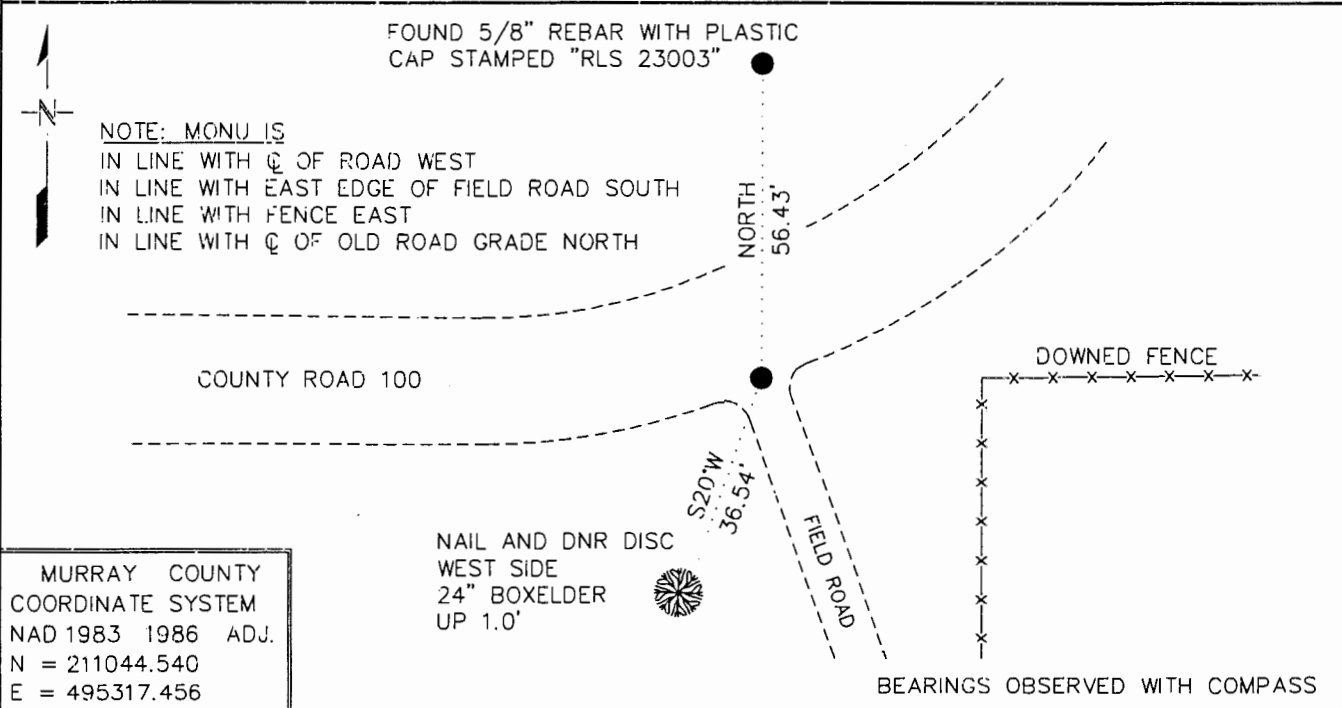 FOUND 5/8" REBAR WITH PLASTIC
CAP STAMPED "RLS 23003"
N
NOTE: MONU IS
IN LINE WITH ℄ OF ROAD WEST
IN LINE WITH EAST EDGE OF FIELD ROAD SOUTH
IN LINE WITH FENCE EAST
IN LINE WITH ℄ OF OLD ROAD GRADE NORTH
NORTH
56.43'
COUNTY ROAD 100
DOWNED FENCE
S20°W
36.54'
FIELD ROAD
NAIL AND DNR DISC
WEST SIDE
24" BOXELDER
UP 1.0'
MURRAY COUNTY
COORDINATE SYSTEM
NAD 1983 1986 ADJ.
N = 211044.540
E = 495317.456
BEARINGS OBSERVED WITH COMPASS